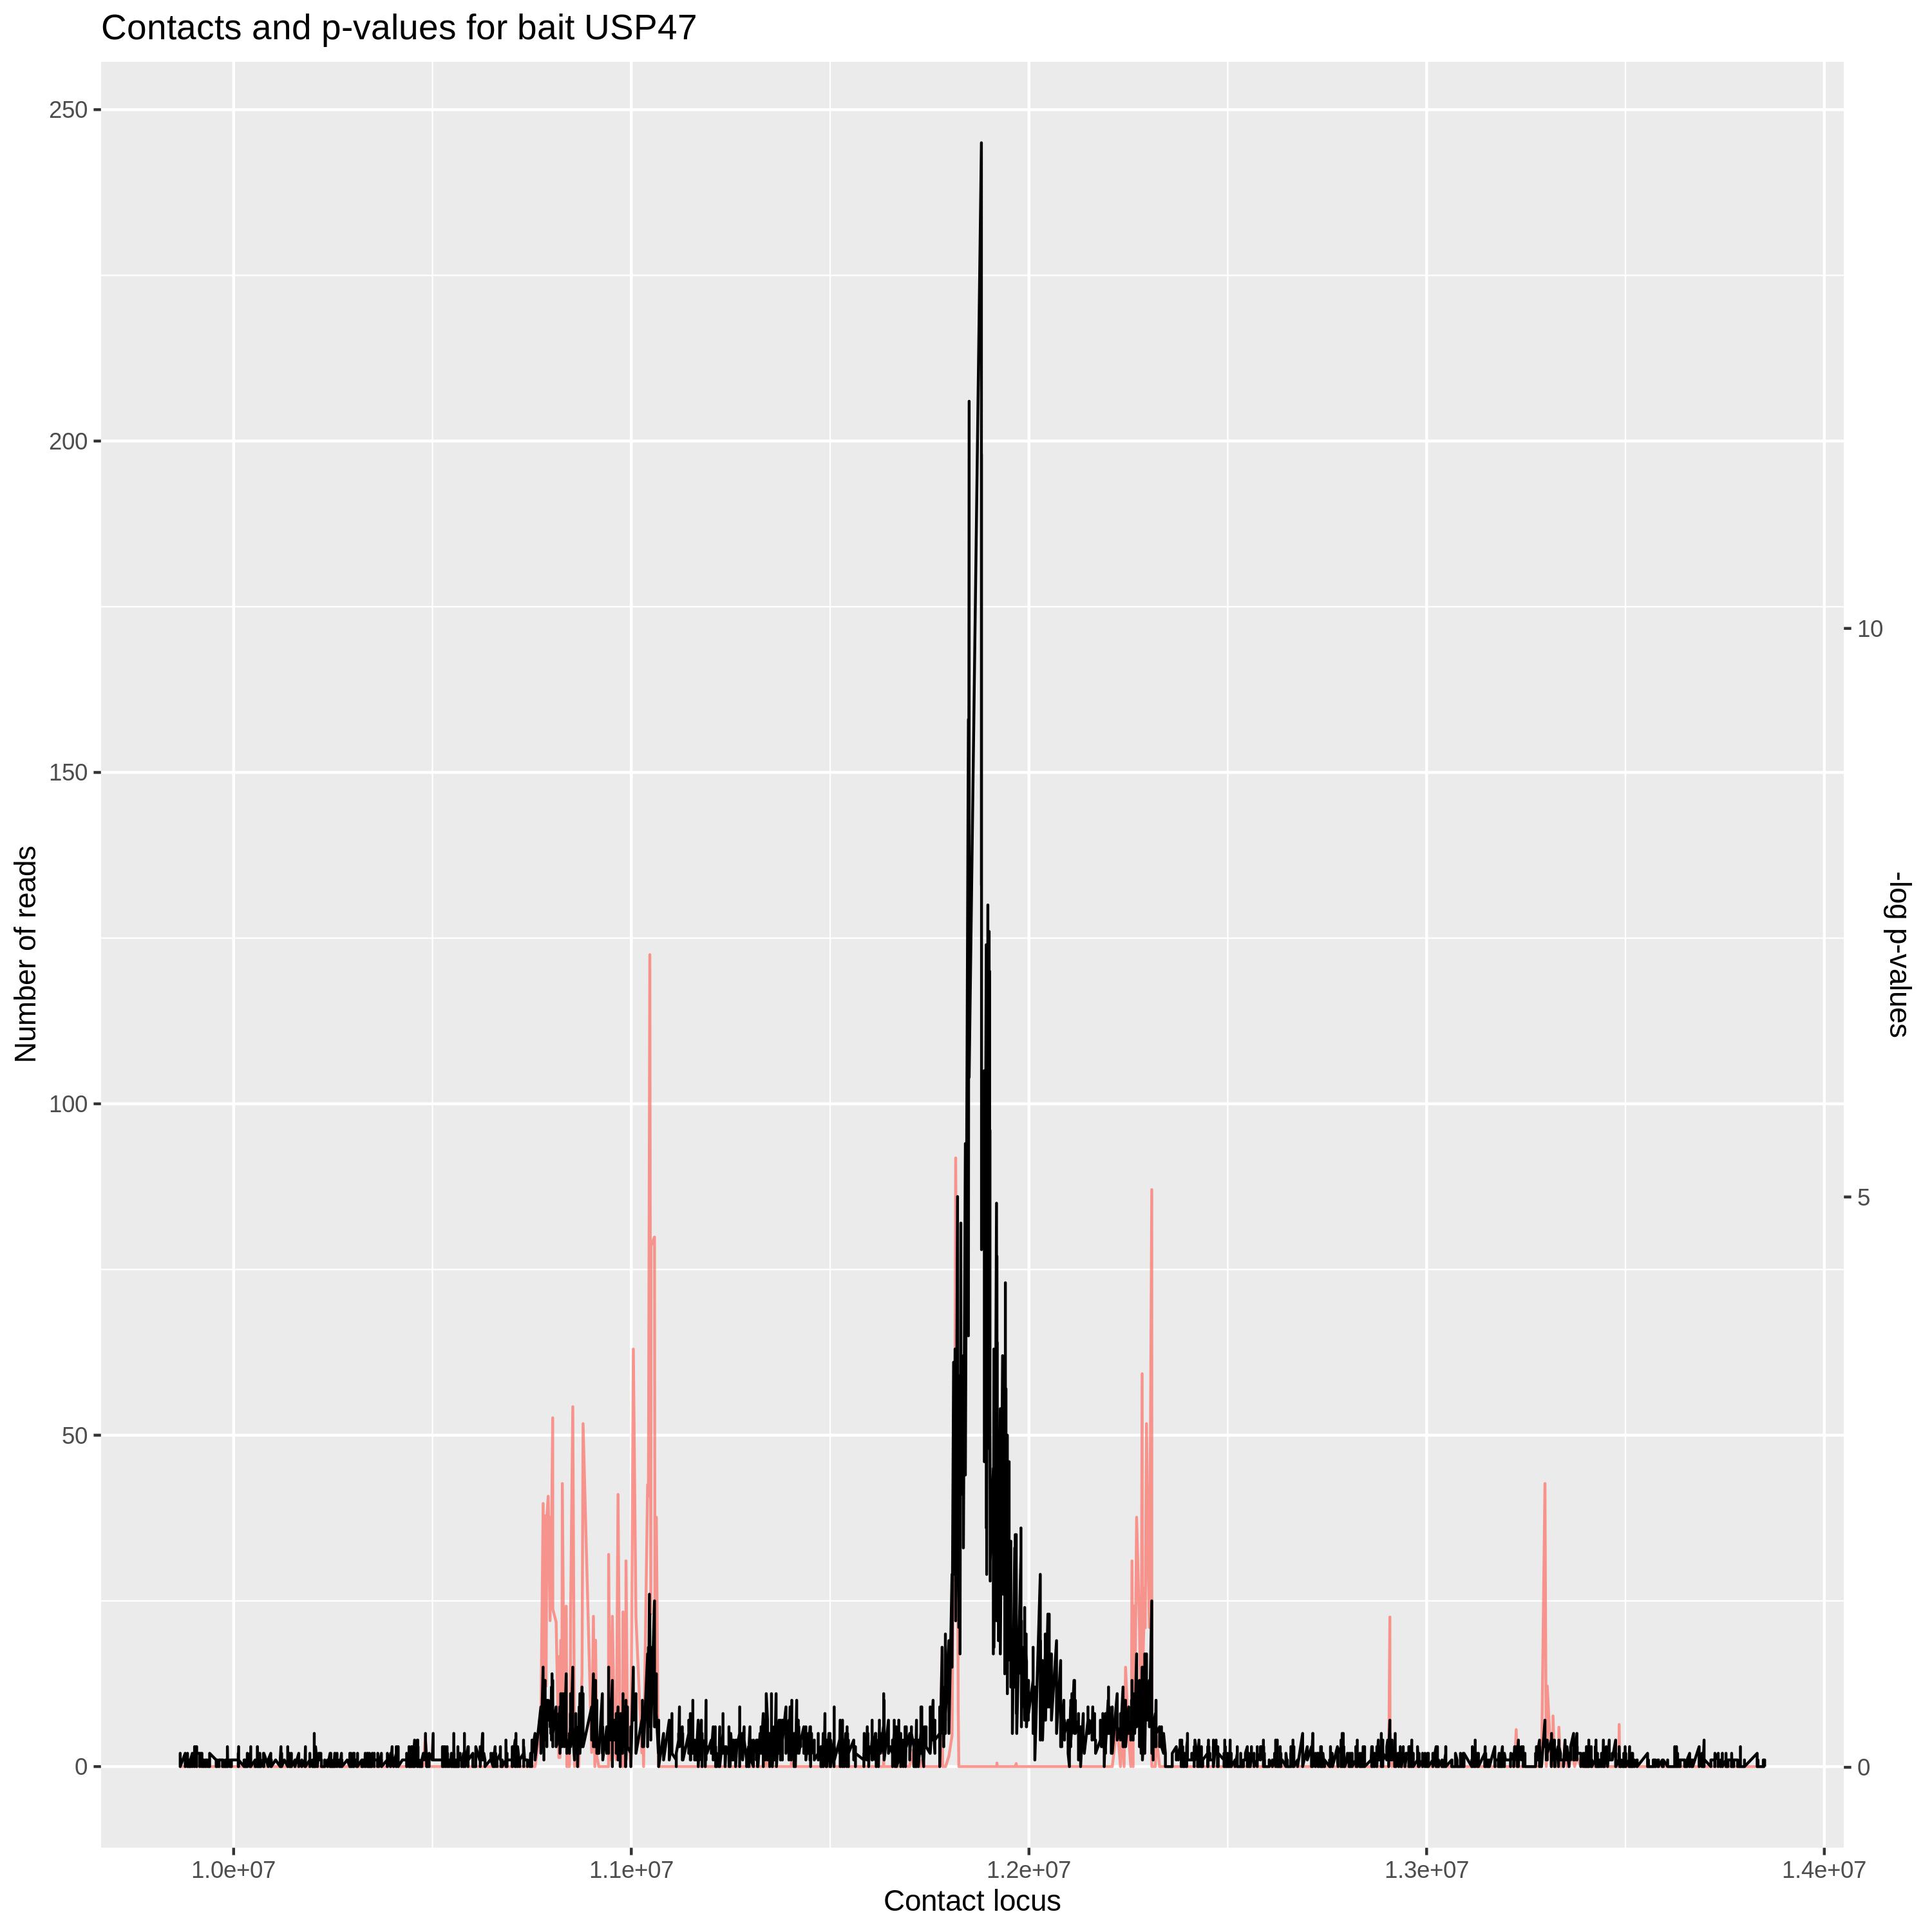 Contacts and p-values for bait USP47
250
200
150
100
50
0
Number of reads
10
5
0
-log p-values
1.0e+07
1.1e+07
1.2e+07
1.3e+07
1.4e+07
Contact locus